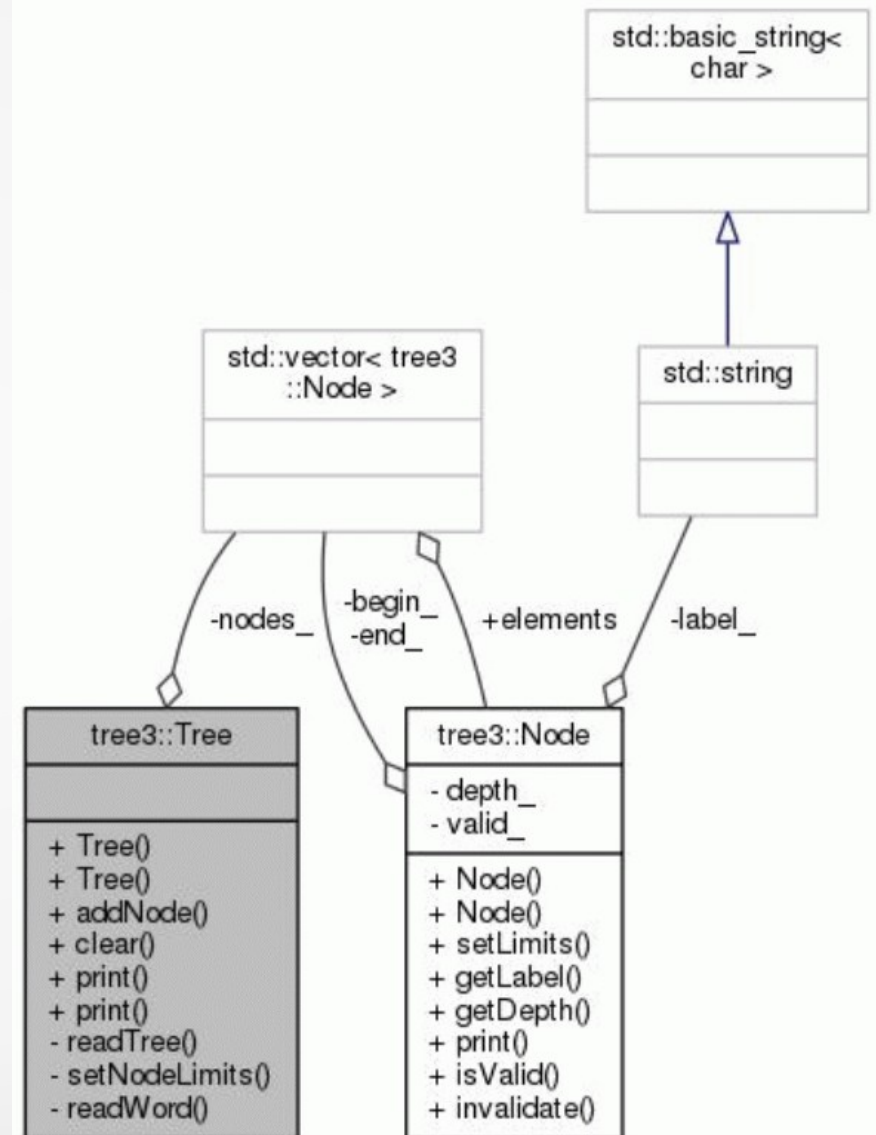 std::basic_string<
char >
std::vector< tree3
::Node >
std::string
-nodes_
-begin_
-end_
+elements
-label_
tree3::Tree
+ Tree()
+ Tree()
+ addNode()
+ clear()
+ print()
+ print()
- readTree()
- setNodeLimits()
- readWord()
tree3::Node
- depth_
- valid_
+ Node()
+ Node()
+ setLimits()
+ getLabel()
+ getDepth()
+ print()
+ isValid()
+ invalidate()